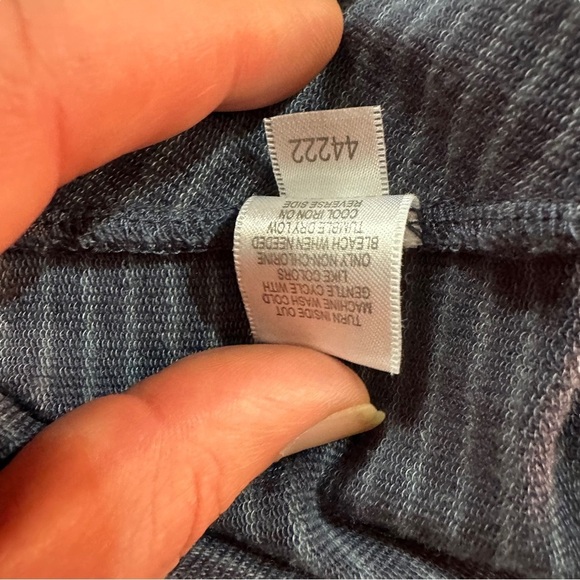 TURN INSIDE OUT
MACHINE WASH COLD
GENTLE CYCLE WITH
LIKE COLORS
ONLY NON-CHLORINE
BLEACH WHEN NEEDED
TUMBLE DRY LOW
COOL IRON ON
REVERSE SIDE
44222